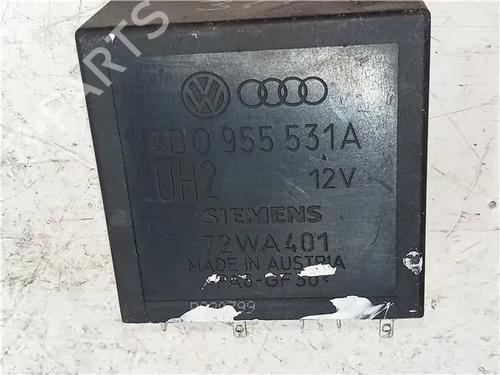 4B0 955 531A
UH2 12V
SIEMENS
72WA401
MADE IN AUSTRIA